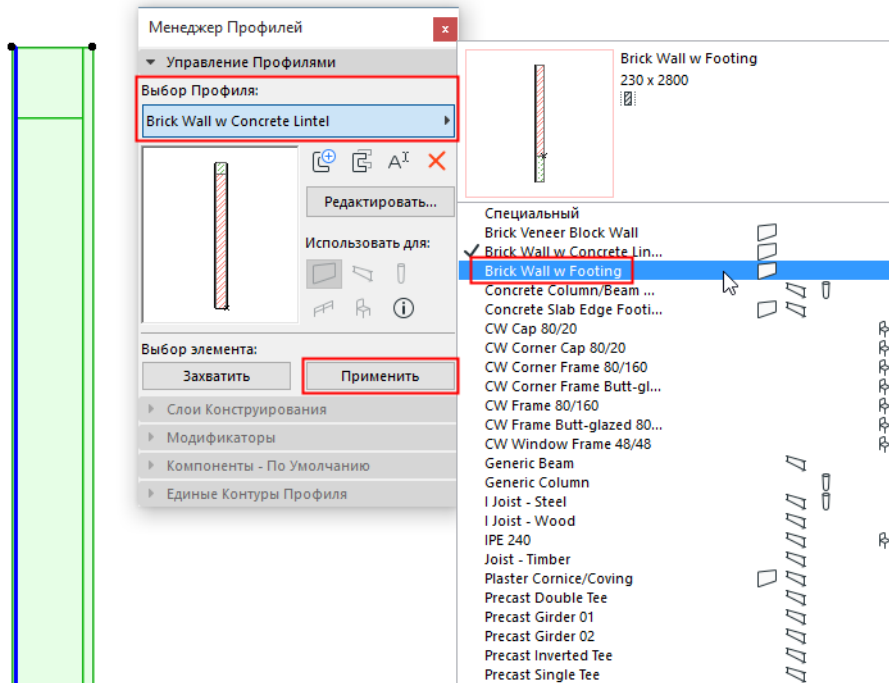 Менеджер Профилей
x
Управление Профилями
Выбор Профиля:
Brick Wall w Concrete Lintel
A
Редактировать...
Использовать для:
Выбор элемента:
Захватить
Применить
Слои Конструирования
Модификаторы
Компоненты - По Умолчанию
Единые Контуры Профиля
Brick Wall w Footing
230 x 2800
Специальный
Brick Veneer Block Wall
Brick Wall w Concrete Lin...
Brick Wall w Footing
Concrete Column/Beam ...
Concrete Slab Edge Footi...
CW Cap 80/20
CW Corner Cap 80/20
CW Corner Frame 80/160
CW Corner Frame Butt-gl...
CW Frame 80/160
CW Frame Butt-glazed 80...
CW Window Frame 48/48
Generic Beam
Generic Column
I Joist - Steel
I Joist - Wood
IPE 240
Joist - Timber
Plaster Cornice/Coving
Precast Double Tee
Precast Girder 01
Precast Girder 02
Precast Inverted Tee
Precast Single Tee